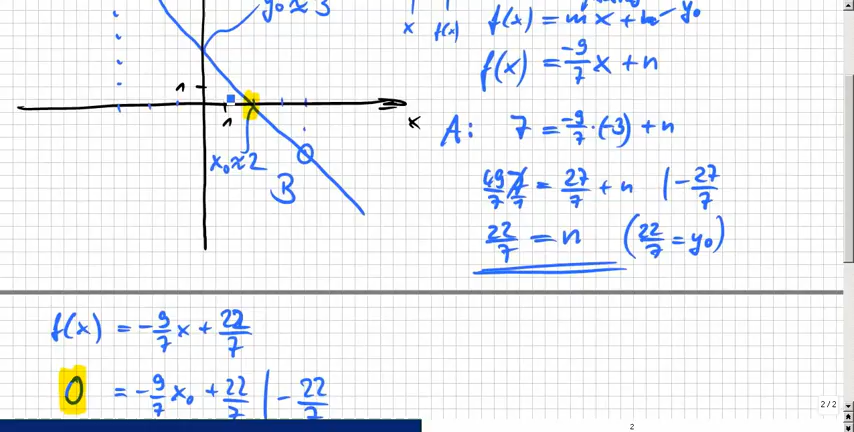 y₀≈3
x f(x)
f(x) = mx + n
y₀
f(x) = -9/7 x + n
1
1
x
A: 7 = -9/7 · (-3) + n
x₀≈2
B
49/7 = 27/7 + n | -27/7
22/7 = n (22/7 = y₀)
f(x) = -9/7 x + 22/7
0 = -9/7 x₀ + 22/7 | - 22/7
2/2
2